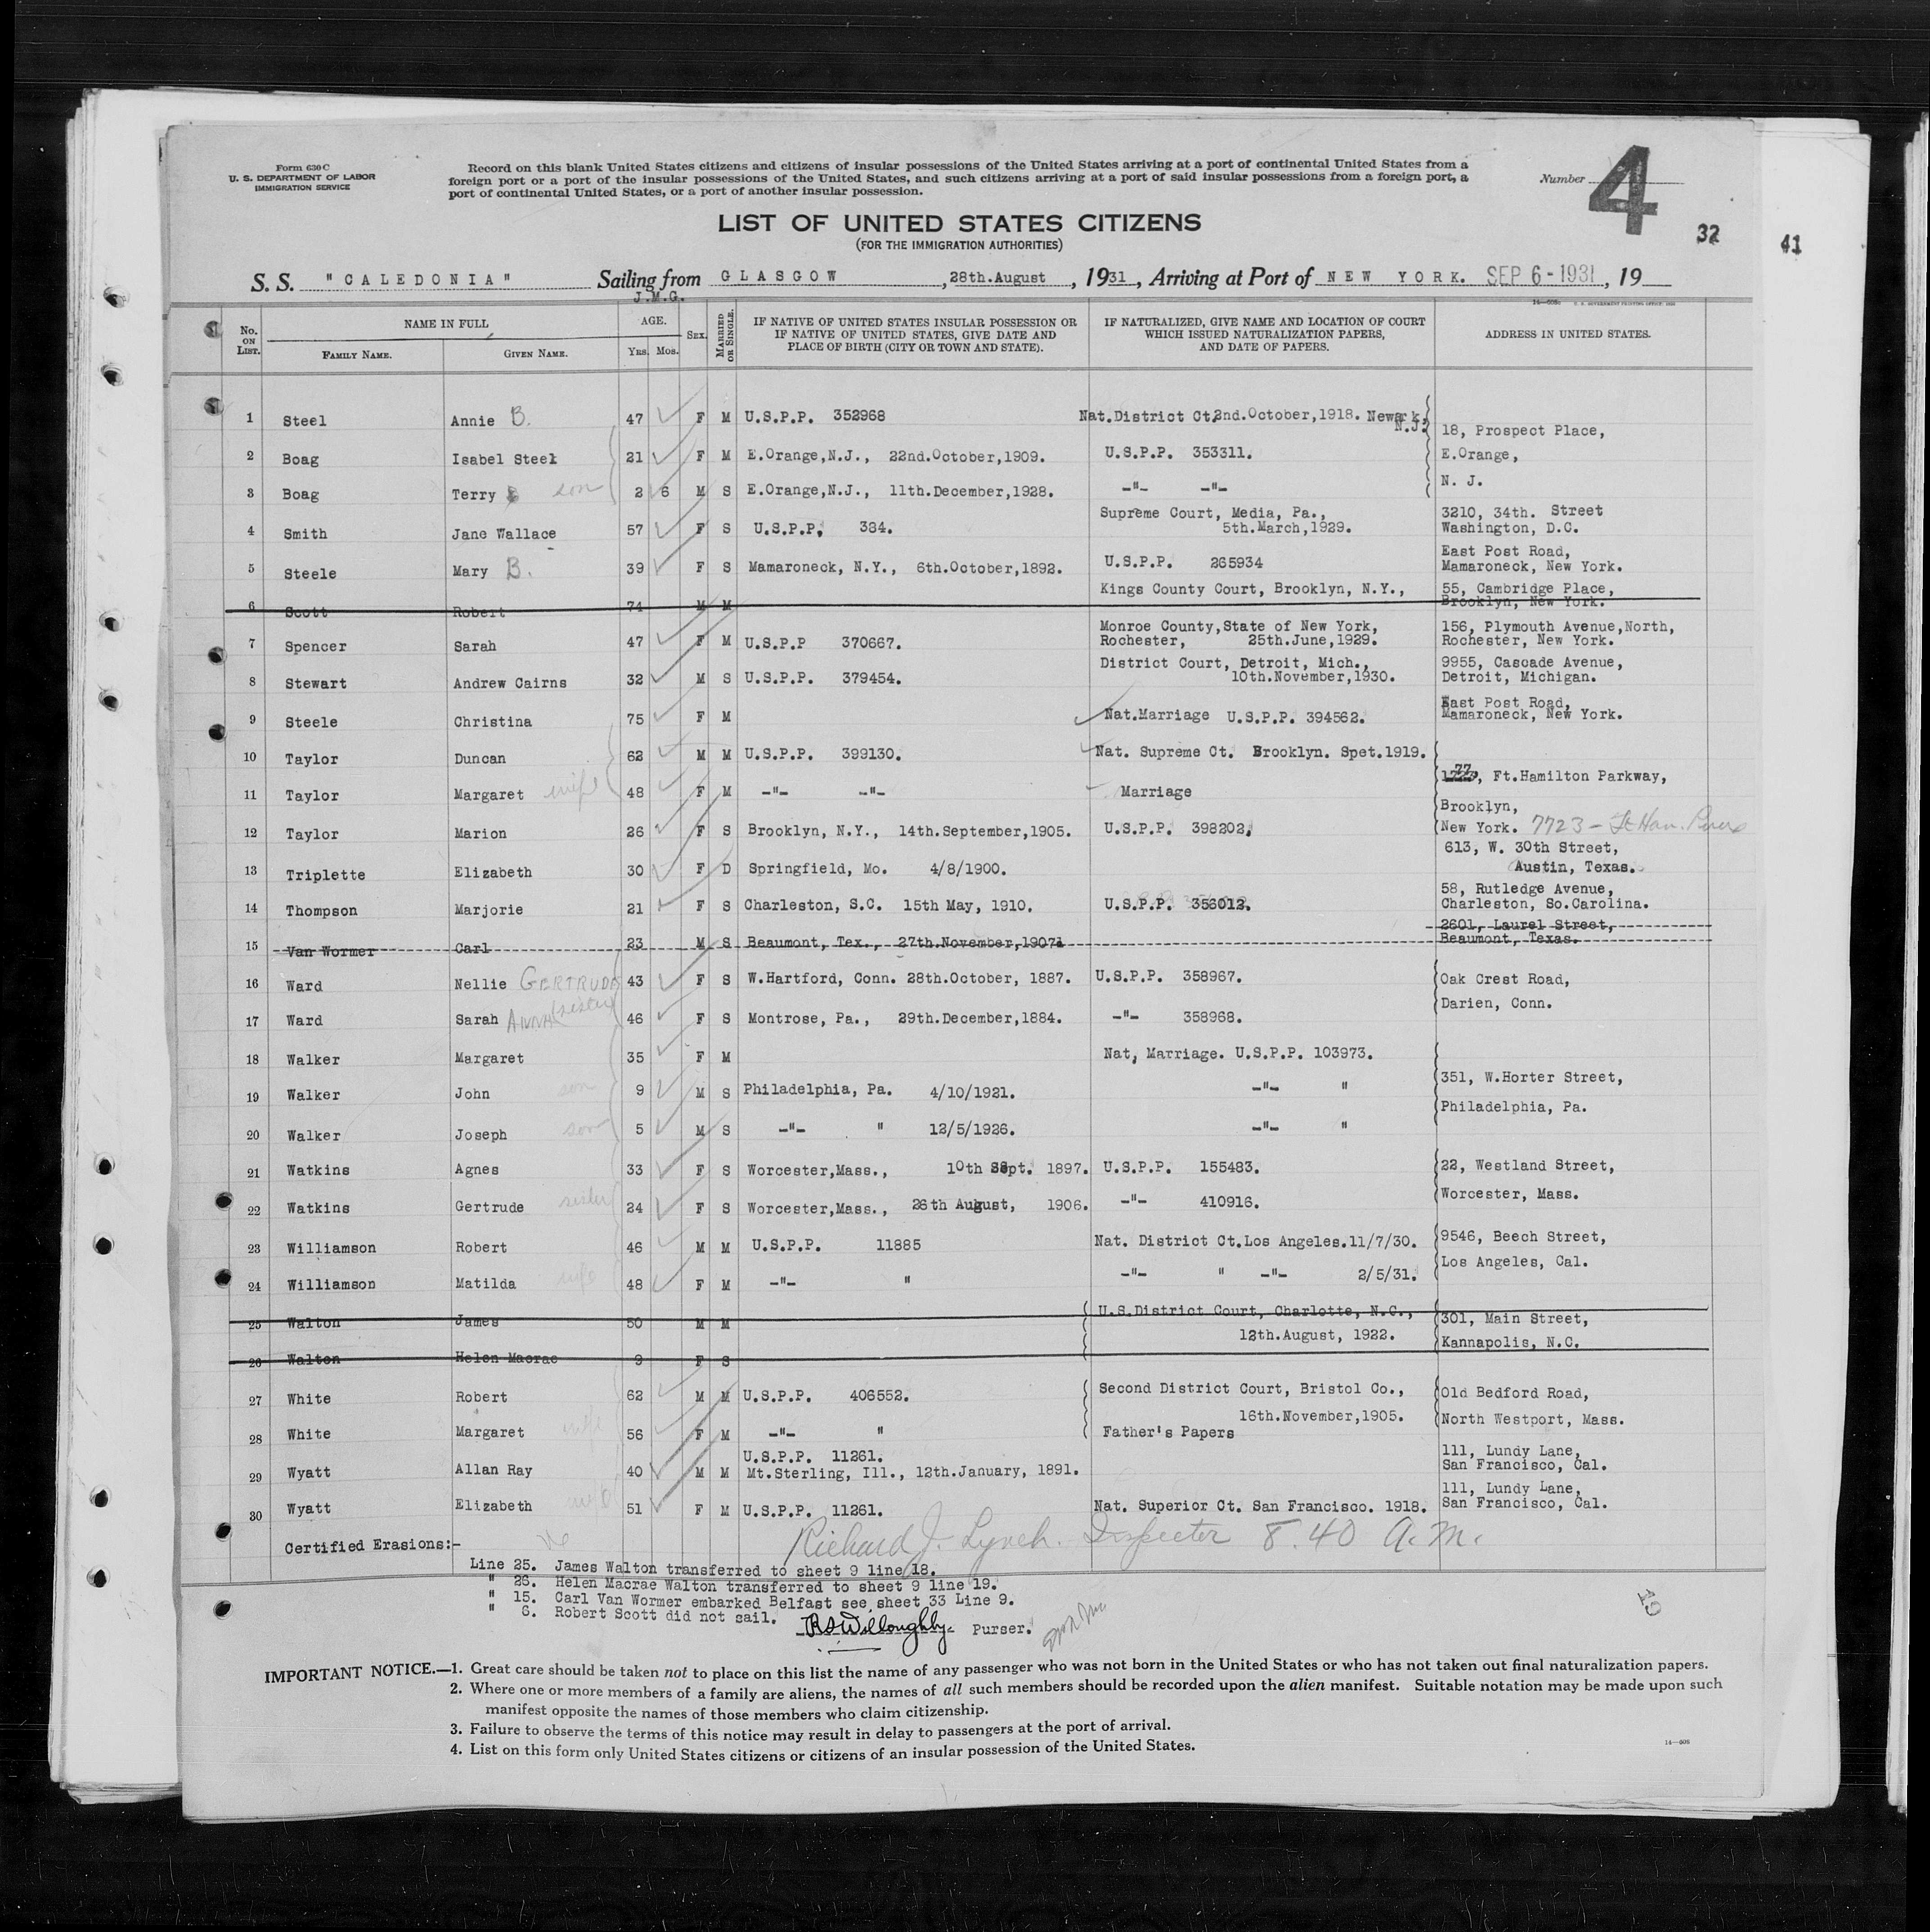 Form 630 C
U. S. DEPARTMENT OF LABOR
IMMIGRATION SERVICE
Record on this blank United States citizens and citizens of insular possessions of the United States arriving at a port of continental United States from a
foreign port or a port of the insular possessions of the United States, and such citizens arriving at a port of said insular possessions from a foreign port, a
port of continental United States, or a port of another insular possession.
Number 4
32
41
LIST OF UNITED STATES CITIZENS
(FOR THE IMMIGRATION AUTHORITIES)
S. S. "CALEDONIA" Sailing from GLASGOW, 28th.August, 1931, Arriving at Port of NEW YORK. SEP 6-1931, 19
J.M.G.
No. ON LIST. NAME IN FULL FAMILY NAME. GIVEN NAME. AGE. YRS. MOS. SEX. MARRIED OR SINGLE. IF NATIVE OF UNITED STATES INSULAR POSSESSION OR IF NATIVE OF UNITED STATES, GIVE DATE AND PLACE OF BIRTH (CITY OR TOWN AND STATE). IF NATURALIZED, GIVE NAME AND LOCATION OF COURT WHICH ISSUED NATURALIZATION PAPERS, AND DATE OF PAPERS. ADDRESS IN UNITED STATES.
1 Steel Annie B. 47 F M U.S.P.P. 352968 Nat.District Ct.2nd.October,1918. Newark, N.J. 18, Prospect Place,
2 Boag Isabel Steel 21 F M E.Orange,N.J., 22nd.October,1909. U.S.P.P. 353311. E.Orange,
3 Boag Terry son 2 6 M S E.Orange,N.J., 11th.December,1928. -"- -"- N. J.
4 Smith Jane Wallace 57 F S U.S.P.P. 384. Supreme Court, Media, Pa., 5th.March,1929. 3210, 34th. Street Washington, D.C.
5 Steele Mary B. 39 F S Mamaroneck, N.Y., 6th.October,1892. U.S.P.P. 265934 East Post Road, Mamaroneck, New York.
6 Scott Robert 74 M M Kings County Court, Brooklyn, N.Y., 55, Cambridge Place, Brooklyn, New York.
7 Spencer Sarah 47 F M U.S.P.P 370667. Monroe County,State of New York, Rochester, 25th.June,1929. 156, Plymouth Avenue,North, Rochester, New York.
8 Stewart Andrew Cairns 32 M S U.S.P.P. 379454. District Court, Detroit, Mich., 10th.November,1930. 9955, Cascade Avenue, Detroit, Michigan.
9 Steele Christina 75 F M Nat.Marriage U.S.P.P. 394562. East Post Road, Mamaroneck, New York.
10 Taylor Duncan 62 M M U.S.P.P. 399130. Nat. Supreme Ct. Brooklyn. Spet.1919.
11 Taylor Margaret wife 48 F M -"- -"- Marriage 7723, Ft.Hamilton Parkway,
12 Taylor Marion 26 F S Brooklyn, N.Y., 14th.September,1905. U.S.P.P. 398202. Brooklyn, New York. 7723 - Ft Ham.
13 Triplette Elizabeth 30 F D Springfield, Mo. 4/8/1900. 613, W. 30th Street, Austin, Texas.
14 Thompson Marjorie 21 F S Charleston, S.C. 15th May, 1910. U.S.P.P. 356012. 58, Rutledge Avenue, Charleston, So.Carolina.
15 Van Wormer Carl 23 M S Beaumont, Tex., 27th.November,1907 2601, Laurel Street, Beaumont, Texas.
16 Ward Nellie GERTRUDE 43 F S W.Hartford, Conn. 28th.October, 1887. U.S.P.P. 358967. Oak Crest Road,
17 Ward Sarah ANNA (sister 46 F S Montrose, Pa., 29th.December,1884. -"- 358968. Darien, Conn.
18 Walker Margaret 35 F M Nat. Marriage. U.S.P.P. 103973.
19 Walker John son 9 M S Philadelphia, Pa. 4/10/1921. -"- " 351, W.Horter Street,
20 Walker Joseph son 5 M S -"- " 12/5/1926. -"- " Philadelphia, Pa.
21 Watkins Agnes 33 F S Worcester,Mass., 10th Sept. 1897. U.S.P.P. 155483. 22, Westland Street,
22 Watkins Gertrude sister 24 F S Worcester,Mass., 26th August, 1906. -"- 410916. Worcester, Mass.
23 Williamson Robert 46 M M U.S.P.P. 11885 Nat. District Ct.Los Angeles.11/7/30. 9546, Beech Street,
24 Williamson Matilda wife 48 F M -"- " -"- " -"- 2/5/31. Los Angeles, Cal.
25 Walton James 50 M M U.S.District Court, Charlotte, N.C., 12th.August, 1922. 301, Main Street, Kannapolis, N.C.
26 Walton Helen Macrae 9 F S
27 White Robert 62 M M U.S.P.P. 406552. Second District Court, Bristol Co., 16th.November,1905. Old Bedford Road,
28 White Margaret wife 56 F M -"- " Father's Papers North Westport, Mass.
29 Wyatt Allan Ray 40 M M U.S.P.P. 11261. Mt.Sterling, Ill., 12th.January, 1891. 111, Lundy Lane, San Francisco, Cal.
30 Wyatt Elizabeth wife 51 F M U.S.P.P. 11261. Nat. Superior Ct. San Francisco. 1918. 111, Lundy Lane, San Francisco, Cal.
Richard J. Lynch. Inspector 8.40 A.M.
Certified Erasions:-
Line 25. James Walton transferred to sheet 9 line 18.
" 26. Helen Macrae Walton transferred to sheet 9 line 19.
" 15. Carl Van Wormer embarked Belfast see sheet 33 Line 9.
" 6. Robert Scott did not sail.
RSWilloughby. Purser.
49
IMPORTANT NOTICE.—1. Great care should be taken not to place on this list the name of any passenger who was not born in the United States or who has not taken out final naturalization papers.
2. Where one or more members of a family are aliens, the names of all such members should be recorded upon the alien manifest. Suitable notation may be made upon such
manifest opposite the names of those members who claim citizenship.
3. Failure to observe the terms of this notice may result in delay to passengers at the port of arrival.
4. List on this form only United States citizens or citizens of an insular possession of the United States.